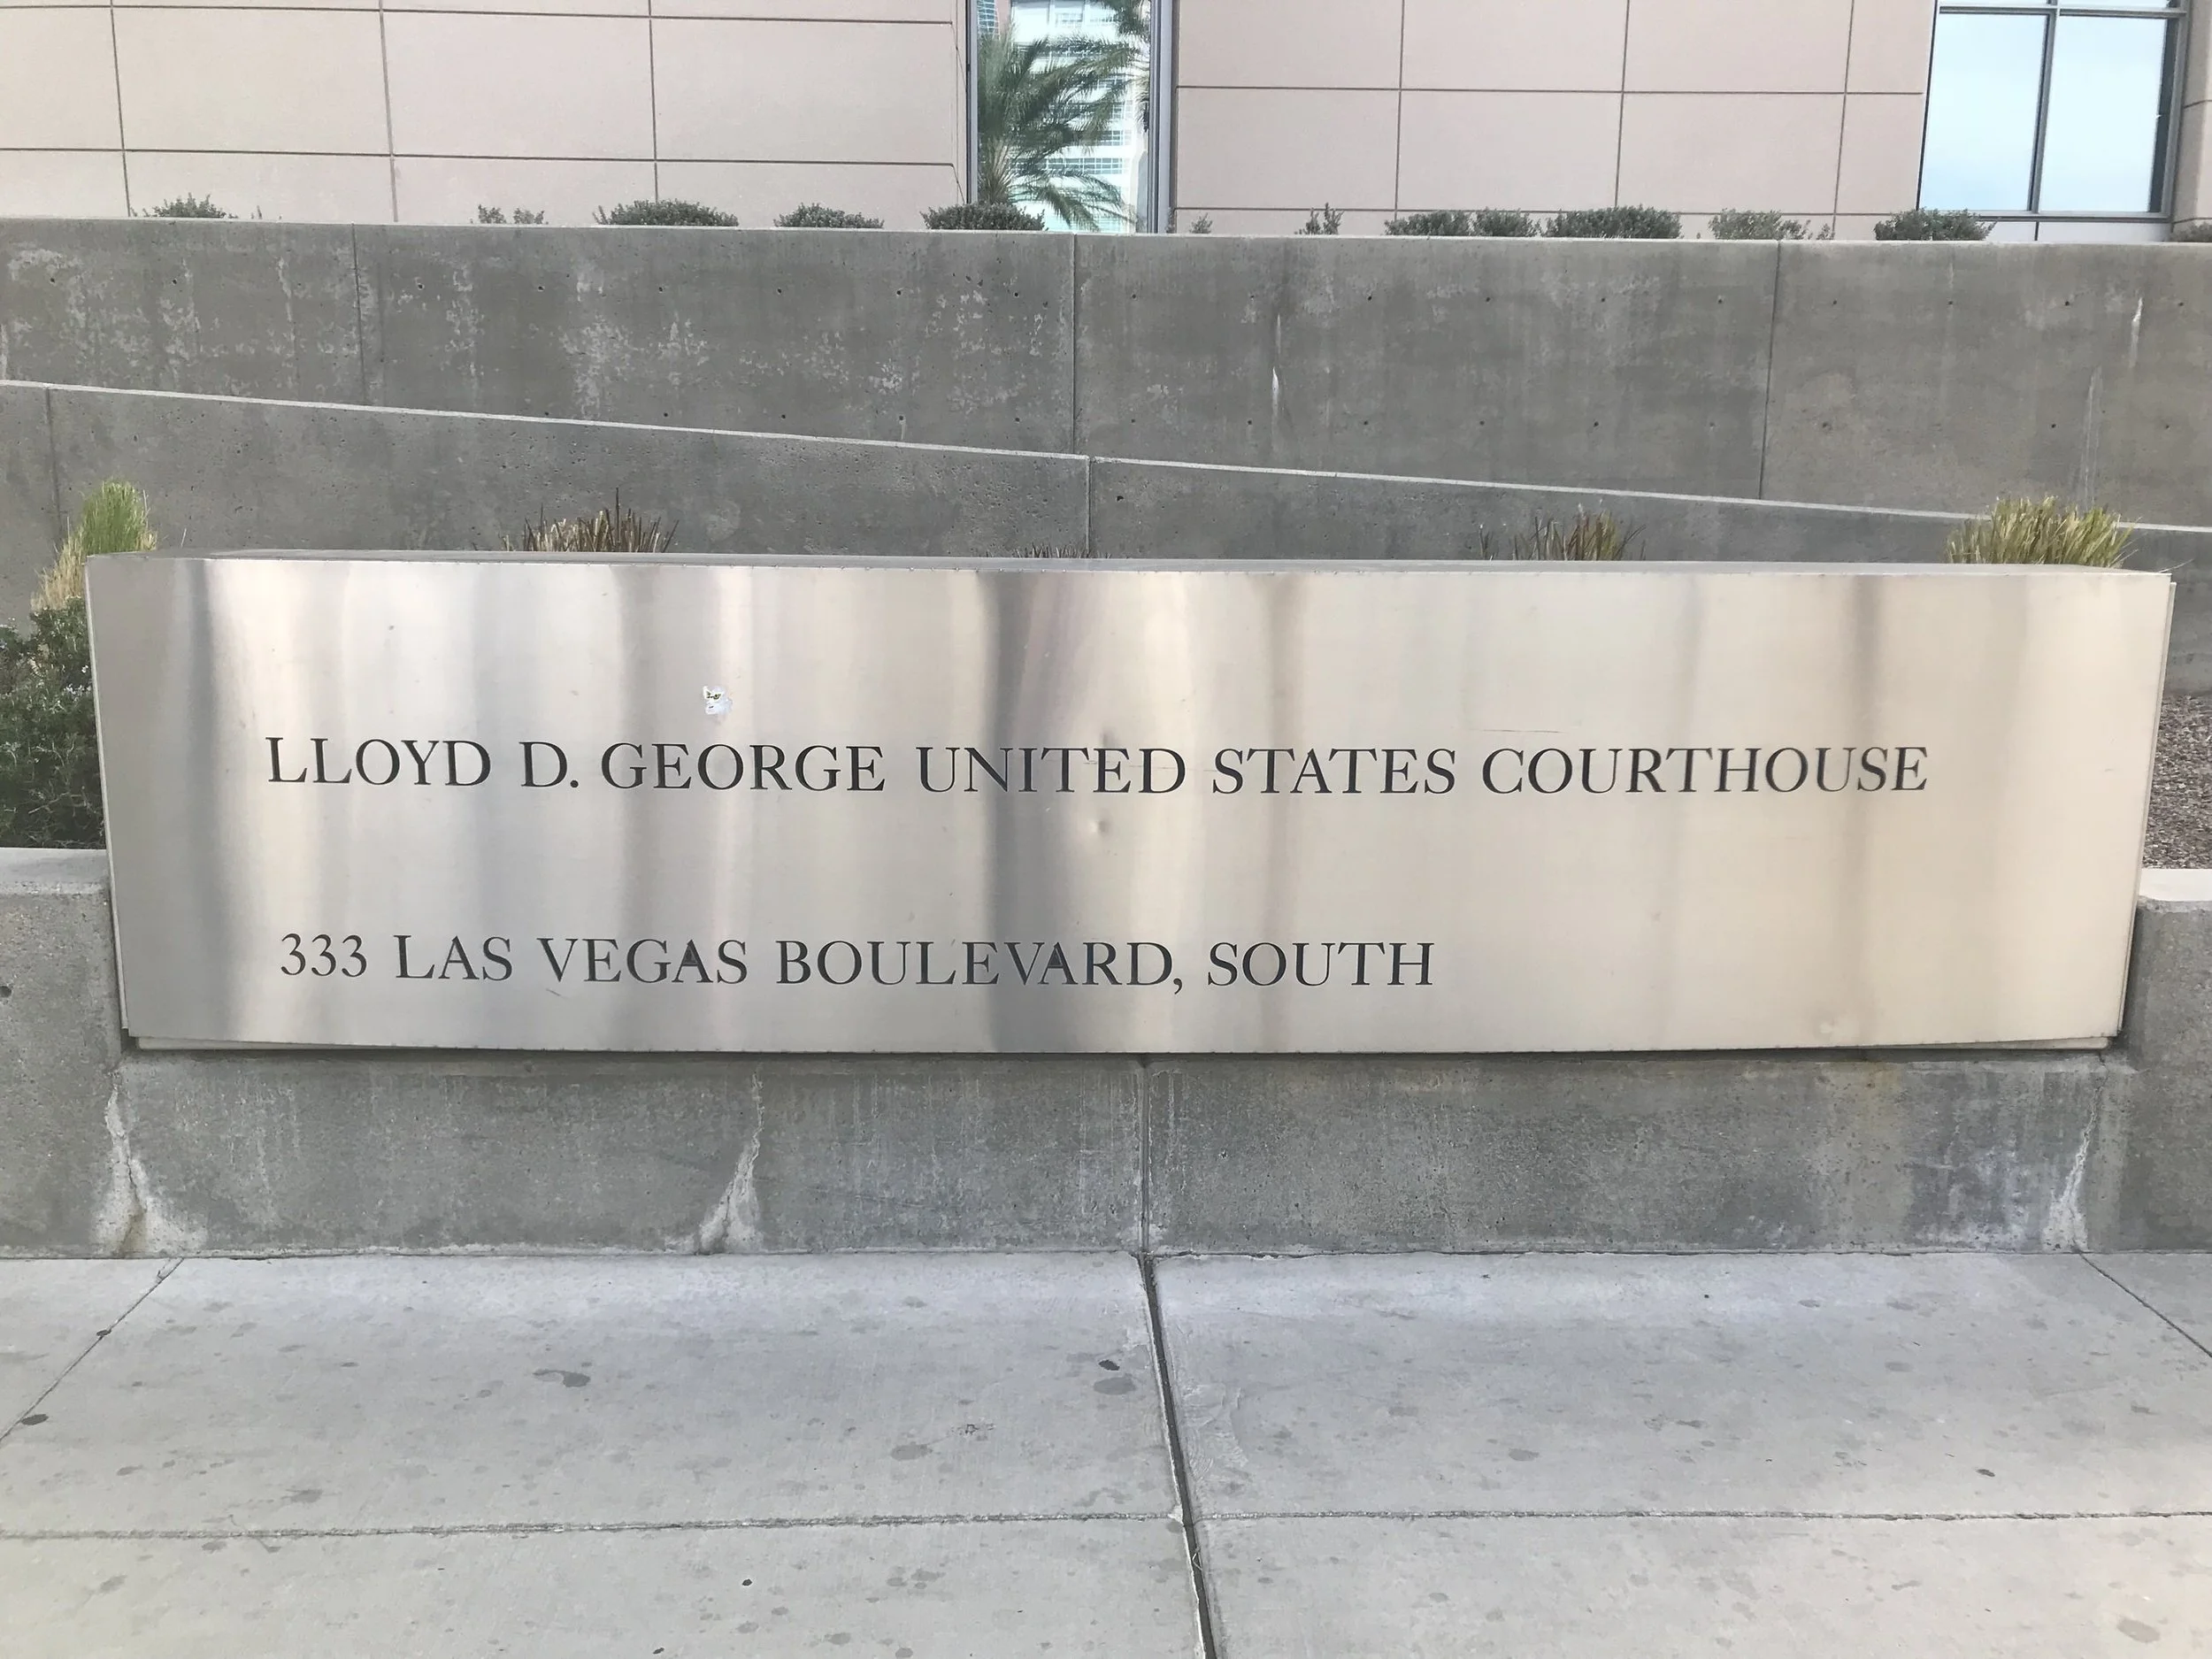 LLOYD D. GEORGE UNITED STATES COURTHOUSE
333 LAS VEGAS BOULEVARD, SOUTH